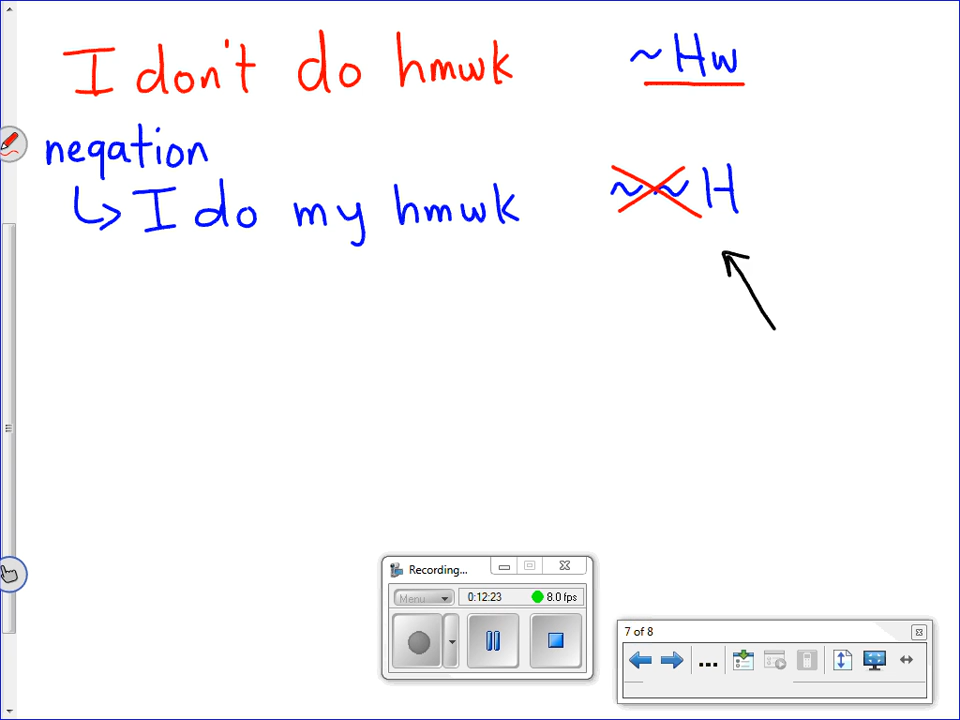 I don't do hmwk ~Hw
negation
↳ I do my hmwk ~~H
Recording...
Menu 0:12:23 8.0 fps
7 of 8